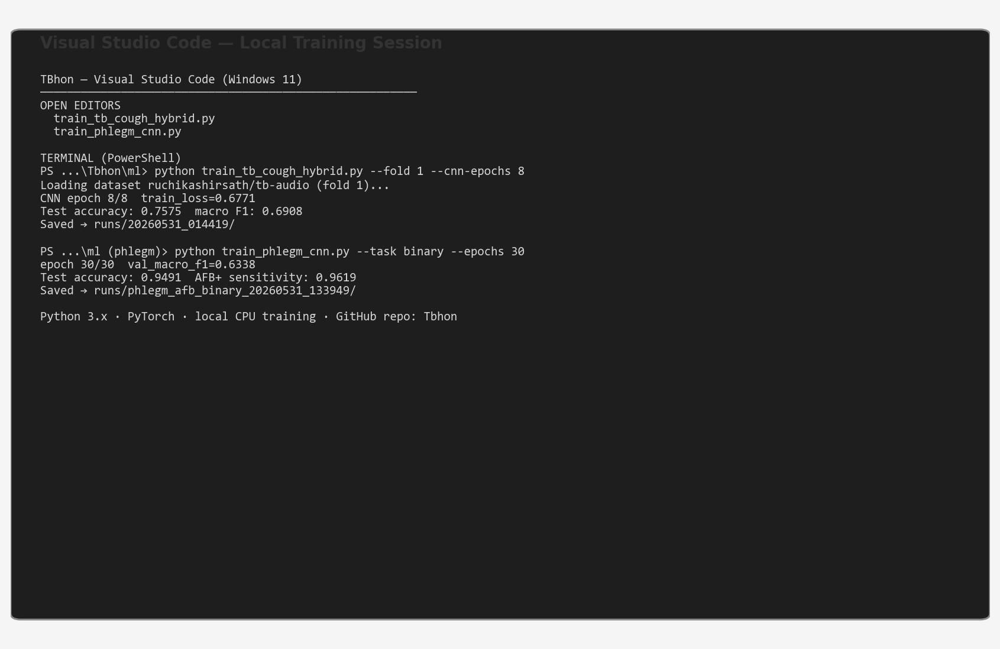 Visual Studio Code — Local Training Session
TBhon — Visual Studio Code (Windows 11)
────────────────────────────────────────────────────────
OPEN EDITORS
  train_tb_cough_hybrid.py
  train_phlegm_cnn.py
TERMINAL (PowerShell)
PS ...\Tbhon\ml> python train_tb_cough_hybrid.py --fold 1 --cnn-epochs 8
Loading dataset ruchikashirsath/tb-audio (fold 1)...
CNN epoch 8/8  train_loss=0.6771
Test accuracy: 0.7575  macro F1: 0.6908
Saved → runs/20260531_014419/
PS ...\ml (phlegm)> python train_phlegm_cnn.py --task binary --epochs 30
epoch 30/30  val_macro_f1=0.6338
Test accuracy: 0.9491  AFB+ sensitivity: 0.9619
Saved → runs/phlegm_afb_binary_20260531_133949/
Python 3.x · PyTorch · local CPU training · GitHub repo: Tbhon